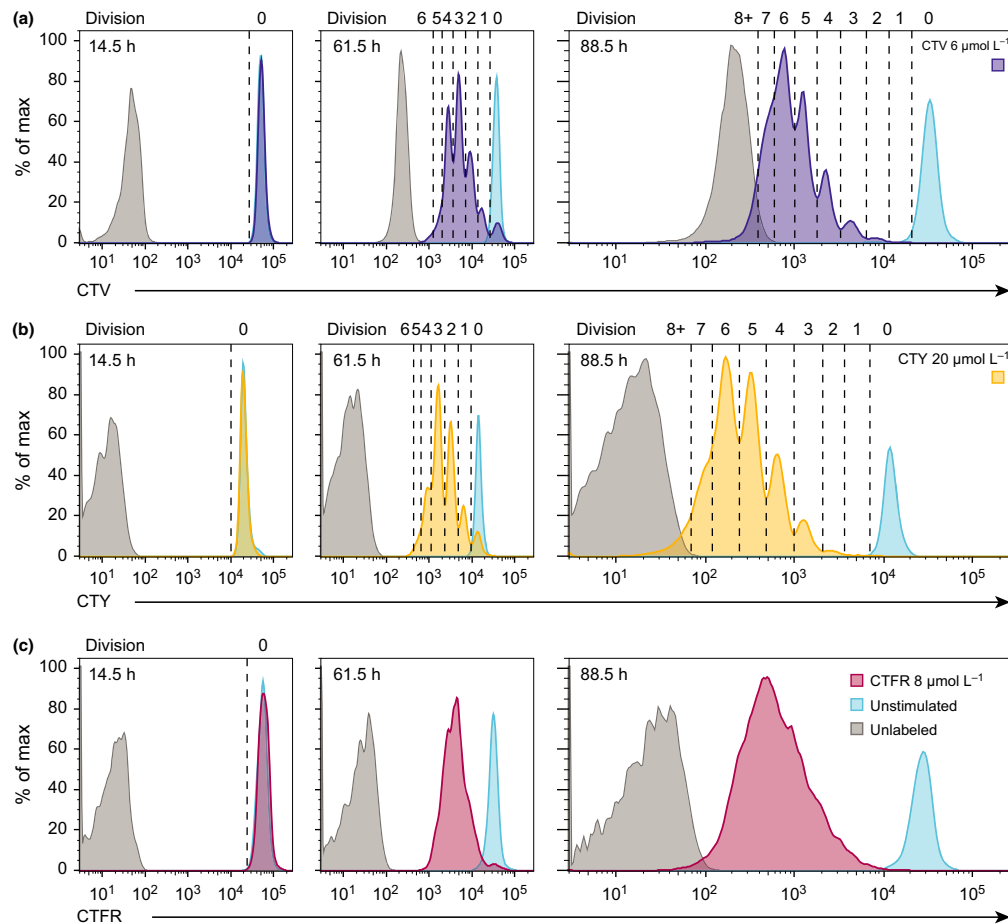 (a)
Division 0
Division 6 5 4 3 2 1 0
Division 8+ 7 6 5 4 3 2 1 0
14.5 h
61.5 h
88.5 h
CTV 6 µmol L⁻¹
% of max
100
80
60
40
20
0
10¹ 10² 10³ 10⁴ 10⁵
10¹ 10² 10³ 10⁴ 10⁵
10¹ 10² 10³ 10⁴ 10⁵
CTV
(b)
Division 0
Division 6 5 4 3 2 1 0
Division 8+ 7 6 5 4 3 2 1 0
14.5 h
61.5 h
88.5 h
CTY 20 µmol L⁻¹
% of max
100
80
60
40
20
0
10¹ 10² 10³ 10⁴ 10⁵
10¹ 10² 10³ 10⁴ 10⁵
10¹ 10² 10³ 10⁴ 10⁵
CTY
(c)
Division 0
14.5 h
61.5 h
88.5 h
CTFR 8 µmol L⁻¹
Unstimulated
Unlabeled
% of max
100
80
60
40
20
0
10¹ 10² 10³ 10⁴ 10⁵
10¹ 10² 10³ 10⁴ 10⁵
10¹ 10² 10³ 10⁴ 10⁵
CTFR